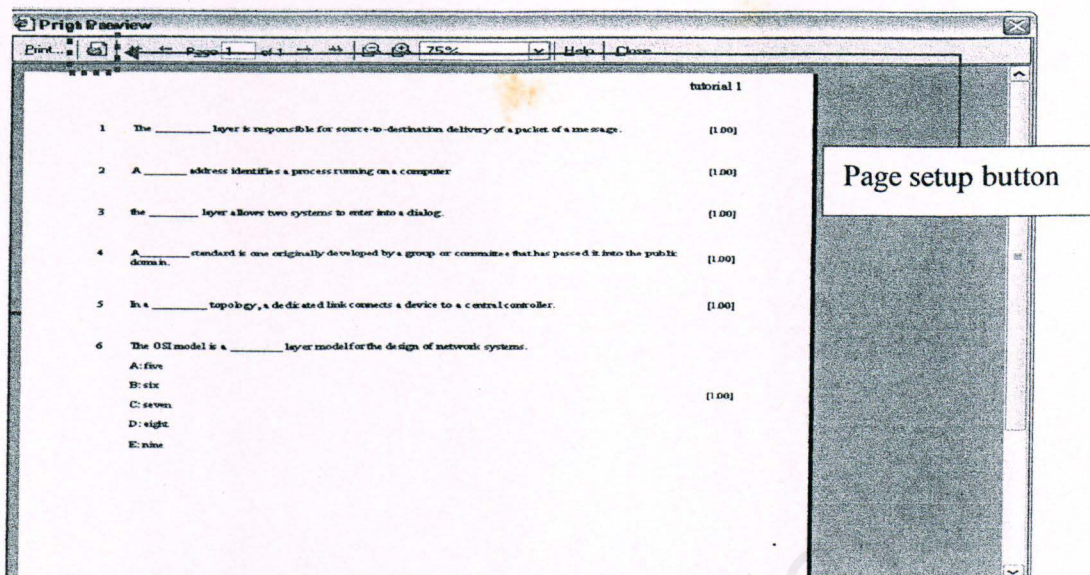 Print Preview
Print... Page 1 of 1 75% Help Close
tutorial 1
1 The ________ layer is responsible for source-to-destination delivery of a packet of a message. [1.00]
2 A ______ address identifies a process running on a computer [1.00]
3 the ________ layer allows two systems to enter into a dialog. [1.00]
4 A________ standard is one originally developed by a group or committee that has passed it into the public
domain. [1.00]
5 In a ________ topology, a dedicated link connects a device to a central controller. [1.00]
6 The OSI model is a ________ layer model for the design of network systems.
A: five
B: six
C: seven
D: eight
E: nine
[1.00]
Page setup button